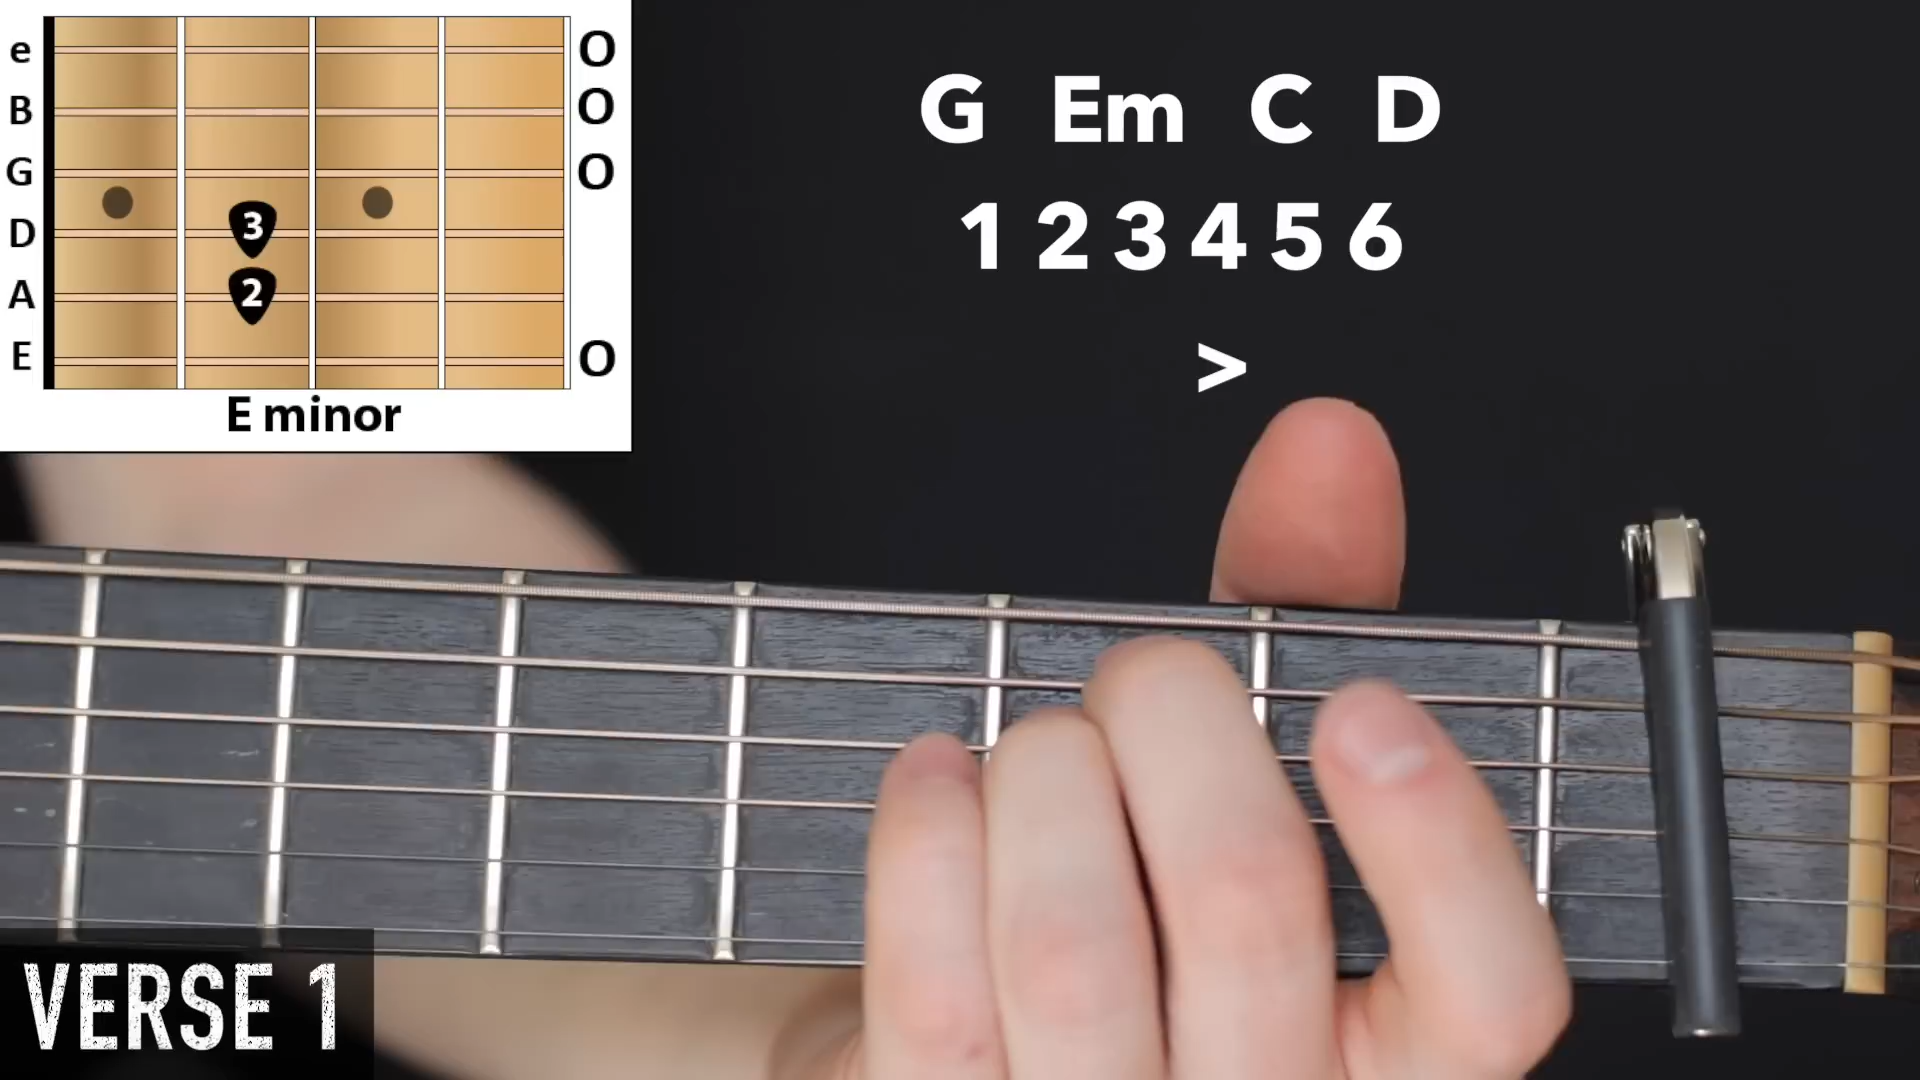 e O
B O
G O
3
D
2
A
E O
E minor
G Em C D
1 2 3 4 5 6
>
VERSE 1